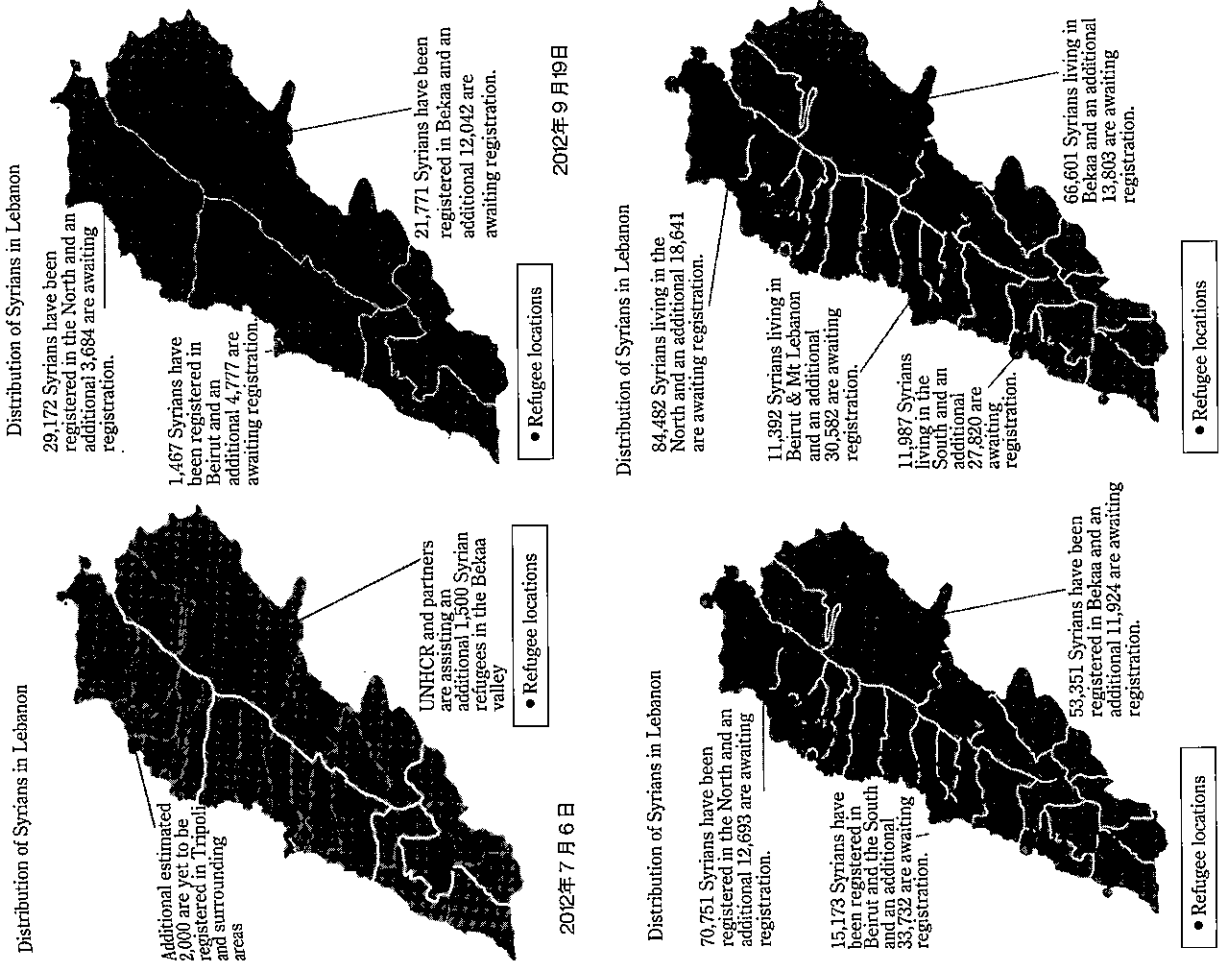 Distribution of Syrians in Lebanon
Additional estimated
2,000 are yet to be
registered in Tripoli
and surrounding
areas
UNHCR and partners
are assisting an
additional 1,500 Syrian
refugees in the Bekaa
valley
• Refugee locations
2012年7月6日
Distribution of Syrians in Lebanon
29,172 Syrians have been
registered in the North and an
additional 3,684 are awaiting
registration.
1,467 Syrians have
been registered in
Beirut and an
additional 4,777 are
awaiting registration.
21,771 Syrians have been
registered in Bekaa and an
additional 12,042 are
awaiting registration.
• Refugee locations
2012年9月19日
Distribution of Syrians in Lebanon
70,751 Syrians have been
registered in the North and an
additional 12,693 are awaiting
registration.
15,173 Syrians have
been registered in
Beirut and the South
and an additional
33,732 are awaiting
registration.
53,351 Syrians have been
registered in Bekaa and an
additional 11,924 are awaiting
registration.
• Refugee locations
Distribution of Syrians in Lebanon
84,482 Syrians living in the
North and an additional 18,641
are awaiting registration.
11,392 Syrians living in
Beirut & Mt Lebanon
and an additional
30,582 are awaiting
registration.
11,987 Syrians
living in the
South and an
additional
27,820 are
awaiting
registration.
66,601 Syrians living in
Bekaa and an additional
13,803 are awaiting
registration.
• Refugee locations